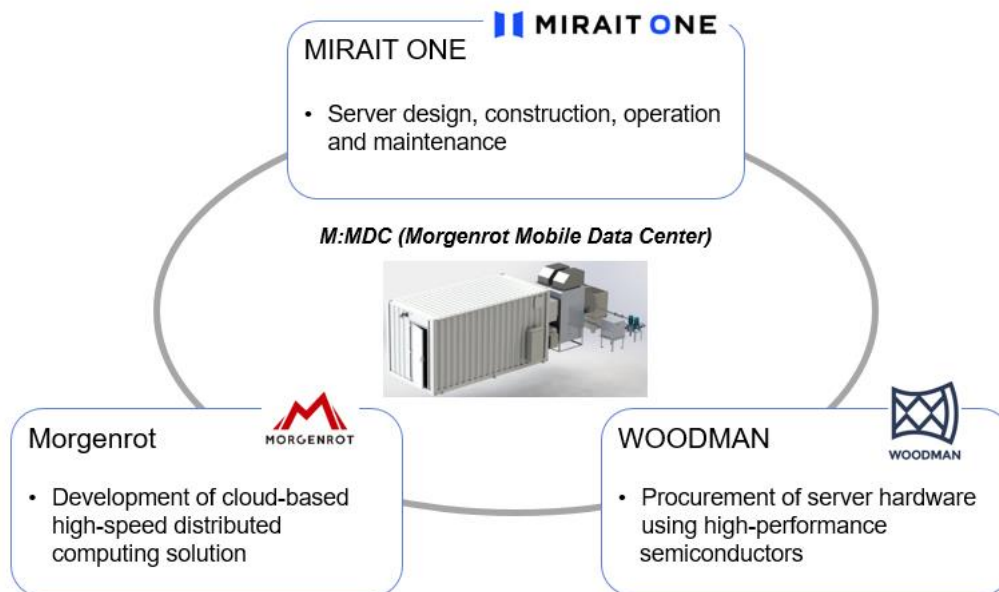 MIRAIT ONE
MIRAIT ONE
• Server design, construction, operation
and maintenance
M:MDC (Morgenrot Mobile Data Center)
Morgenrot
MORGENROT
• Development of cloud-based
high-speed distributed
computing solution
WOODMAN
WOODMAN
• Procurement of server hardware
using high-performance
semiconductors